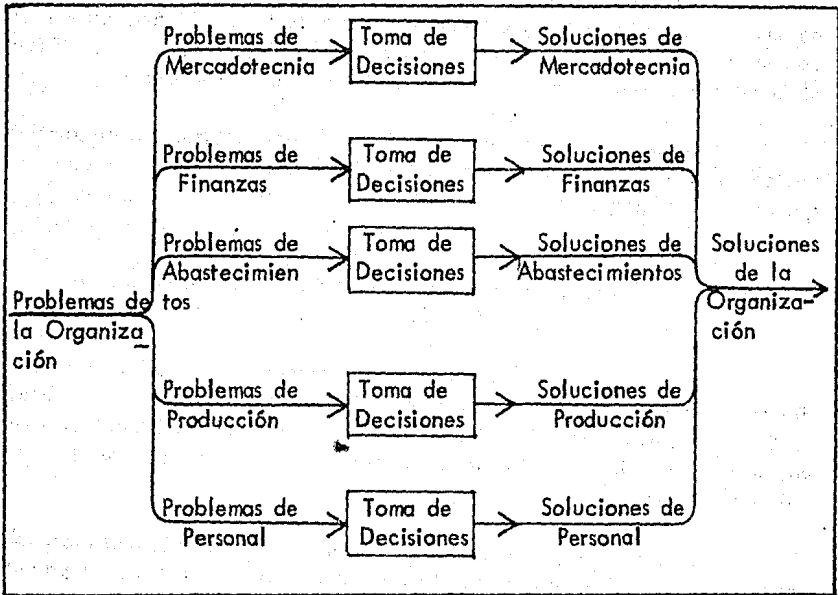 Problemas de
Mercadotecnia
Toma de
Decisiones
Soluciones de
Mercadotecnia
Problemas de
Finanzas
Toma de
Decisiones
Soluciones de
Finanzas
Problemas de
Abastecimien
tos
Toma de
Decisiones
Soluciones de
Abastecimientos
Problemas de
la Organiza
ción
Soluciones
de la
Organiza-
ción
Problemas de
Producción
Toma de
Decisiones
Soluciones de
Producción
Problemas de
Personal
Toma de
Decisiones
Soluciones de
Personal